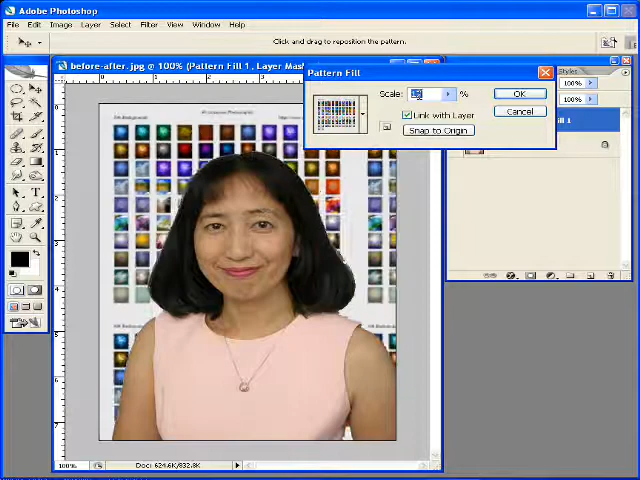 Adobe Photoshop
File Edit Image Layer Select Filter View Window Help
Click and drag to reposition the pattern.
before-after.jpg @ 100% (Pattern Fill 1, Layer Mas
Pattern Fill
Styles
Scale: %
OK
100%
Link with Layer
Cancel
100%
Snap to Origin
100%
Doc: 624.6K/832.8K